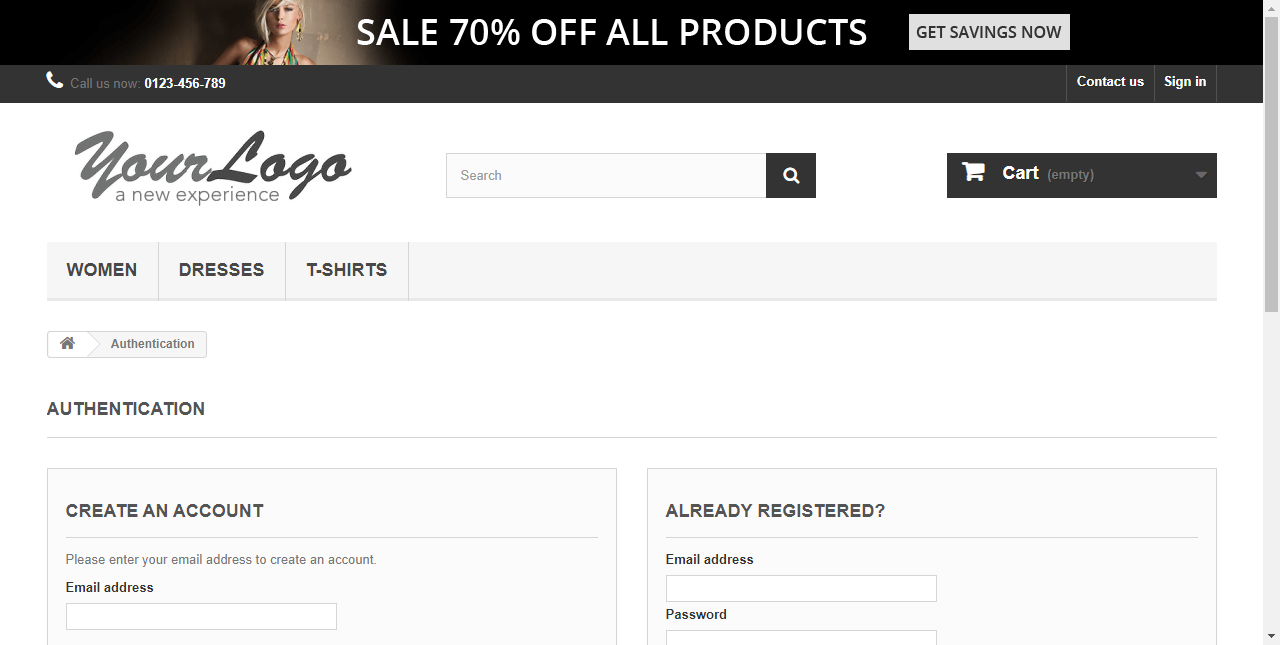 SALE 70% OFF ALL PRODUCTS GET SAVINGS NOW
Call us now: 0123-456-789 Contact us Sign in
YourLogo
a new experience
Search
Cart (empty)
WOMEN DRESSES T-SHIRTS
Authentication
AUTHENTICATION
CREATE AN ACCOUNT
Please enter your email address to create an account.
Email address
ALREADY REGISTERED?
Email address
Password